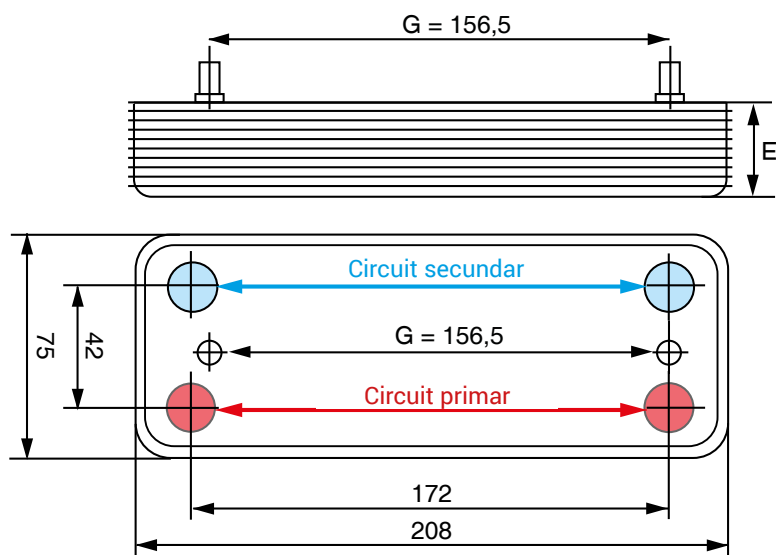 G = 156,5
E
Circuit secundar
G = 156,5
42
75
Circuit primar
172
208